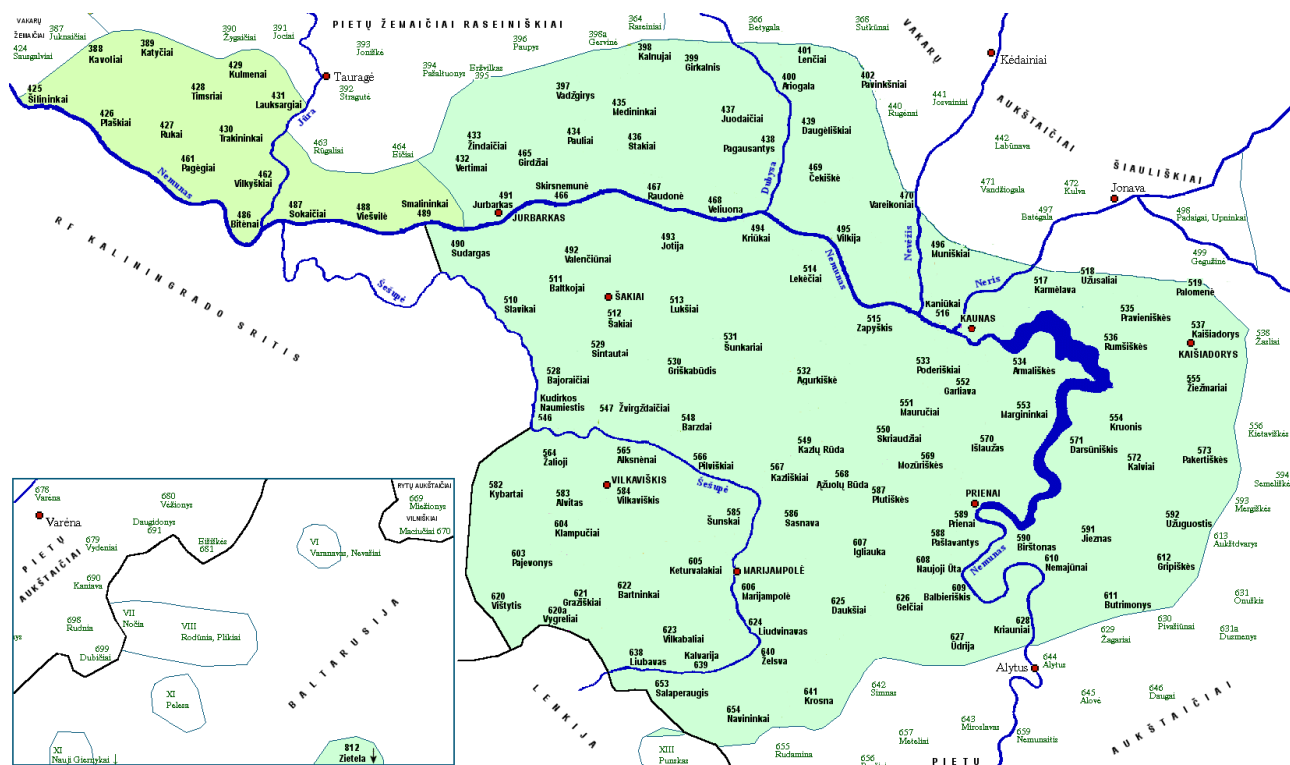 PIETŲ ŽEMAIČIAI RASEINIŠKIAI
VAKARŲ
ŽEMAIČIAI
424
Saugalviai
387
Juknaičiai
388
Kavoliai
389
Katyčiai
390
Žygaičiai
391
Jociai
393
Joniškė
Tauragė
392
Stragutė
394
Pažaltuonys
Eržvilkas
395
396
Paupys
398a
Gervinė
364
Raseiniai
366
Betygala
368
Sutkūnai
VAKARŲ
AUKŠTAIČIAI
ŠIAULIŠKIAI
Kėdainiai
398
Kalnujai
399
Girkalnis
401
Lenčiai
400
Ariogala
402
Pavinkšniai
440
Rugėnai
441
Josvainiai
442
Labūnava
425
Šilininkai
429
Kulmenai
428
Timsriai
431
Lauksargiai
426
Plaškiai
427
Rukai
430
Trakininkai
461
Pagėgiai
462
Vilkyškiai
Jūra
463
Rūgaliai
464
Eičiai
397
Vadžgirys
435
Medininkai
437
Juodaičiai
438
Pagausantys
439
Daugėliškiai
433
Žindaičiai
434
Pauliai
436
Stakiai
432
Vertimai
465
Girdžiai
469
Čekiškė
Dubysa
471
Vandžiogala
472
Kulva
Jonava
Nemunas
486
Bitėnai
487
Sokaičiai
488
Viešvilė
Smalininkai
489
491
Jurbarkas
JURBARKAS
Skirsnemunė
466
467
Raudonė
468
Veliuona
470
Vareikoniai
Batėgala
497
498
Padaigai, Upninkai
499
Gegužinė
RF KALININGRADO SRITIS
490
Sudargas
492
Valenčiūnai
493
Jotija
494
Kriūkai
495
Vilkija
496
Muniškiai
Nevėžis
Neris
Nemunas
Šešupė
511
Baltkojai
514
Lekėčiai
517
Karmėlava
518
Užusaliai
519
Palomenė
510
Slavikai
ŠAKIAI
512
Šakiai
513
Lukšiai
515
Zapyškis
Kaniūkai
516
KAUNAS
535
Pravieniškės
536
Rumšiškės
537
Kaišiadorys
KAIŠIADORYS
538
Žasliai
529
Sintautai
530
Griškabūdis
531
Šunkariai
532
Agurkiškė
533
Poderiškiai
534
Armališkės
528
Bajoraičiai
552
Garliava
555
Žiežmariai
Kudirkos
Naumiestis
546
547 Žvirgždaičiai
548
Barzdai
551
Mauručiai
553
Margininkai
554
Kruonis
556
Kietaviškės
549
Kazlų Rūda
550
Skriaudžiai
570
Išlaužas
571
Darsūniškis
572
Kalviai
573
Pakertiškės
564
Žalioji
565
Alksnėnai
566
Pilviškiai
567
Kazliškiai
568
Ąžuolų Būda
569
Mozūriškės
594
Semeliškės
582
Kybartai
583
Alvitas
VILKAVIŠKIS
584
Vilkaviškis
Šešupė
585
Šunskai
586
Sasnava
587
Plutiškės
PRIENAI
589
Prienai
593
Mergiškės
604
Klampučiai
588
Pašlavantys
590
Birštonas
591
Jieznas
592
Užuguostis
613
Aukštdvarys
603
Pajevonys
605
Keturvalakiai
MARIJAMPOLĖ
606
Marijampolė
607
Igliauka
608
Naujoji Ūta
Nemunas
610
Nemajūnai
612
Gripiškės
620
Vištytis
620a
Vygreliai
621
Gražiškiai
622
Bartninkai
609
Balbieriškis
611
Butrimonys
631
Onuškis
623
Vilkabaliai
624
Liudvinavas
625
Daukšiai
626
Gelčiai
627
Ūdrija
628
Kriauniai
629
Žagariai
630
Pivašiūnai
631a
Dusmenys
638
Liubavas
Kalvarija
639
640
Želsva
Alytus
644
Alytus
653
Salaperaugis
641
Krosna
642
Simnas
645
Alovė
646
Daugai
LENKIJA
654
Navininkai
643
Miroslavas
657
Meteliai
659
Nemunaitis
XIII
Punskas
655
Rudamina
656
PIETŲ
AUKŠTAIČIAI
678
Varėna
Varėna
680
Vėžionys
RYTŲ AUKŠTAIČIAI
669
Miežionys
VILNIŠKIAI
Maciučiai 670
Daugidonys
691
679
Vydeniai
Eišiškės
681
VI
Varanavas, Nevašiai
PIETŲ
AUKŠTAIČIAI
690
Kaniava
VII
Nočia
VIII
Rodūnia, Plikiai
698
Rudnia
699
Dubičiai
BALTARUSIJA
XI
Pelesa
XI
Nauji Giernykai
812
Zietela